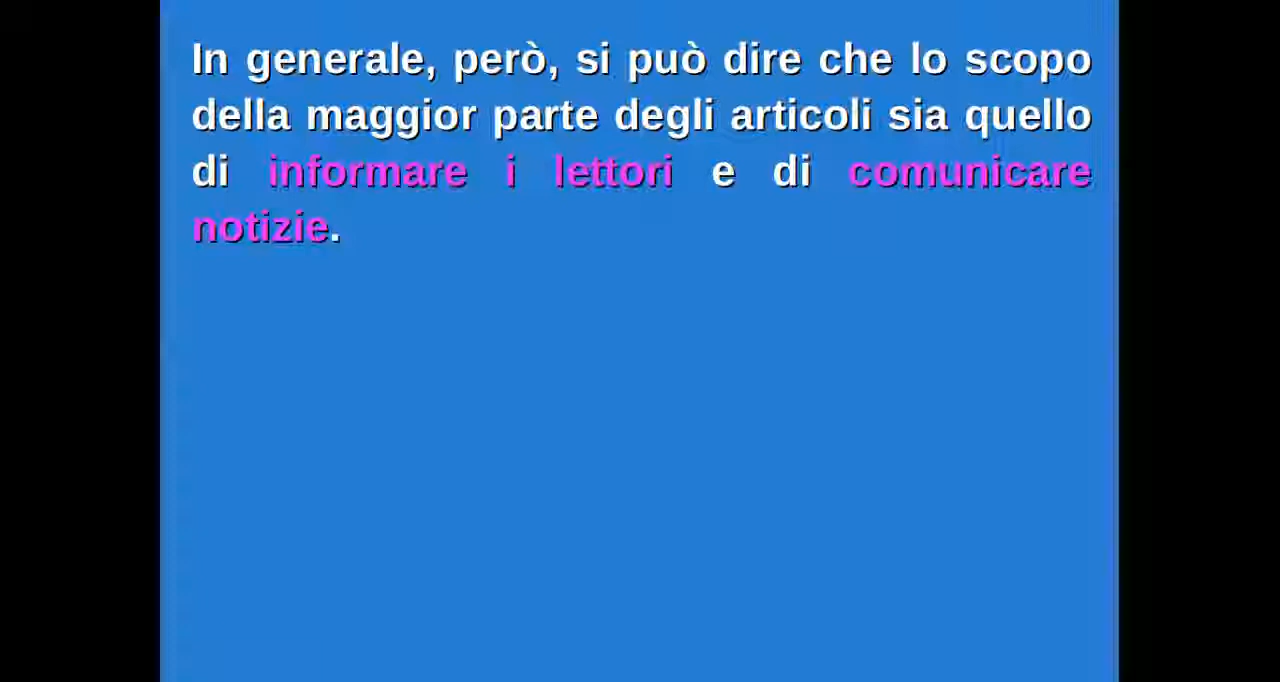 In generale, però, si può dire che lo scopo
della maggior parte degli articoli sia quello
di informare i lettori e di comunicare
notizie.